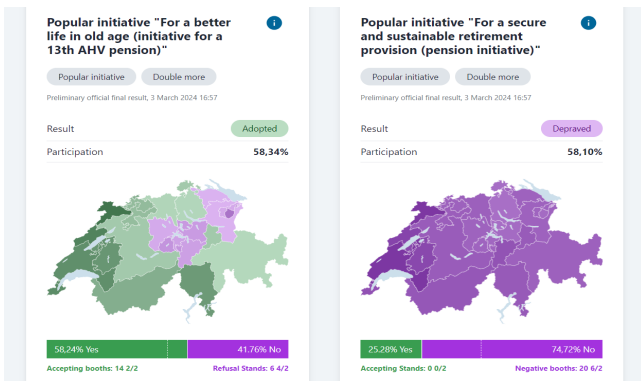 Popular initiative "For a better
life in old age (initiative for a
13th AHV pension)"
i
Popular initiative
Double more
Preliminary official final result, 3 March 2024 16:57
Result
Adopted
Participation
58,34%
58,24% Yes
41.76% No
Accepting booths: 14 2/2
Refusal Stands: 6 4/2
Popular initiative "For a secure
and sustainable retirement
provision (pension initiative)"
i
Popular initiative
Double more
Preliminary official final result, 3 March 2024 16:57
Result
Depraved
Participation
58,10%
25.28% Yes
74,72% No
Accepting Stands: 0 0/2
Negative booths: 20 6/2